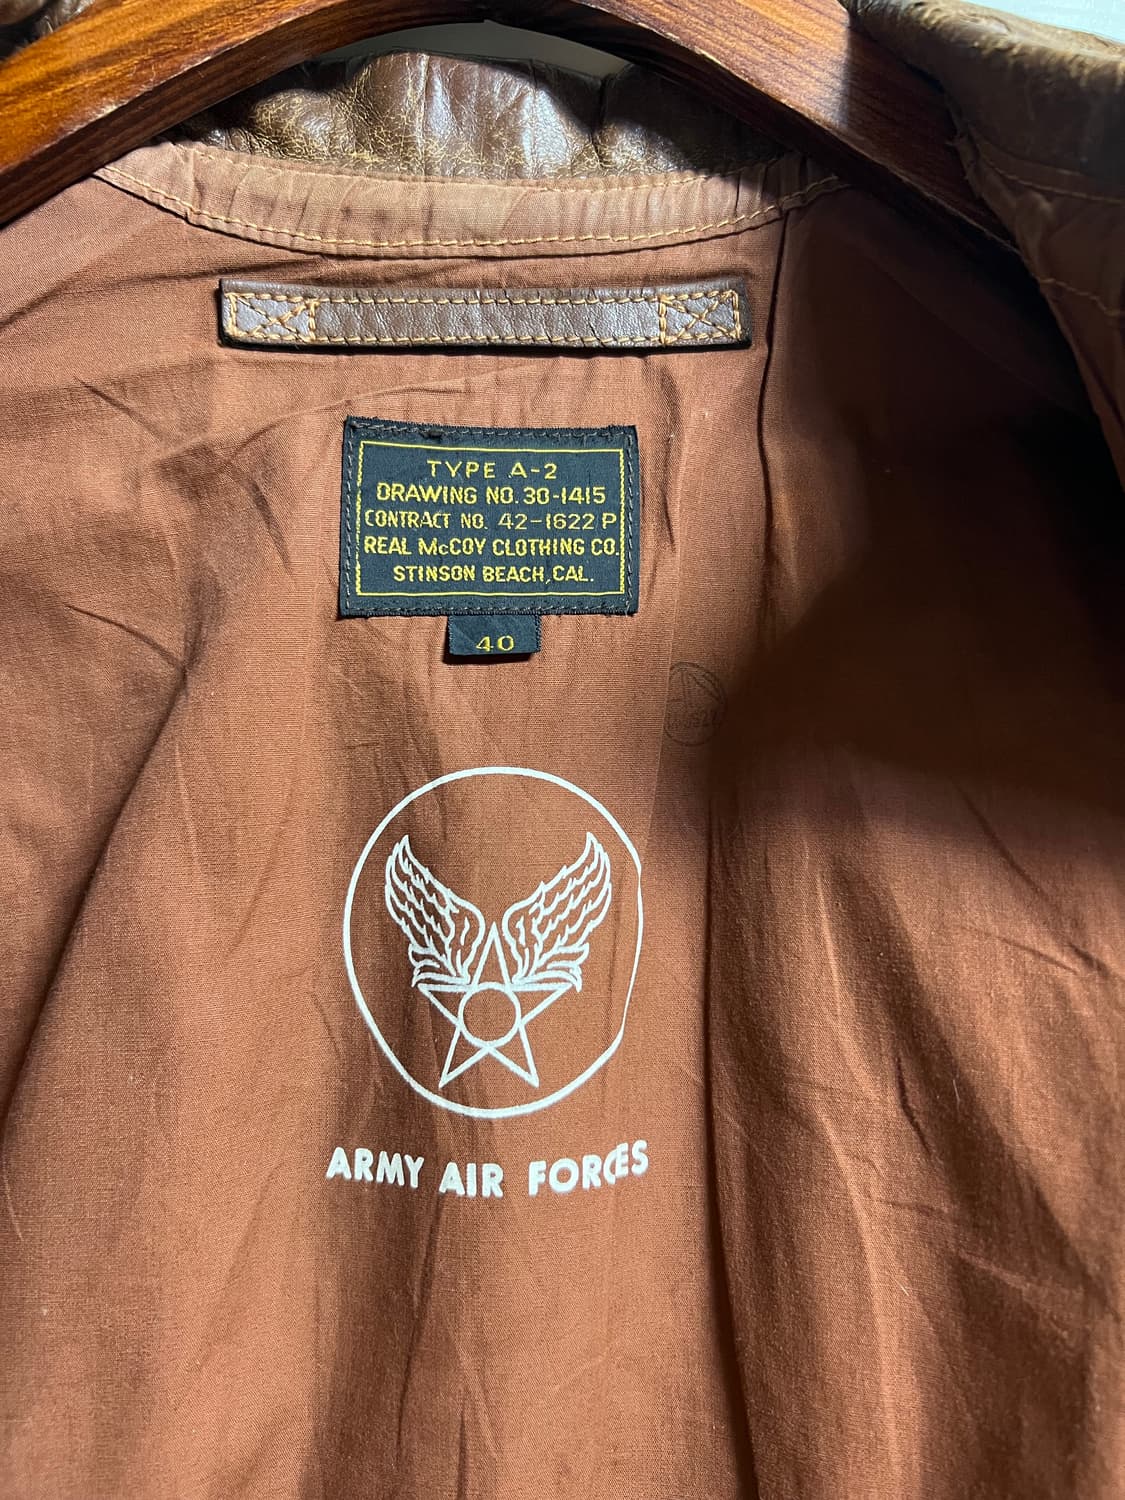 TYPE A-2
DRAWING NO. 30-1415
CONTRACT NO. 42-1622 P
REAL McCOY CLOTHING CO.
STINSON BEACH, CAL.
40
ARMY AIR FORCES